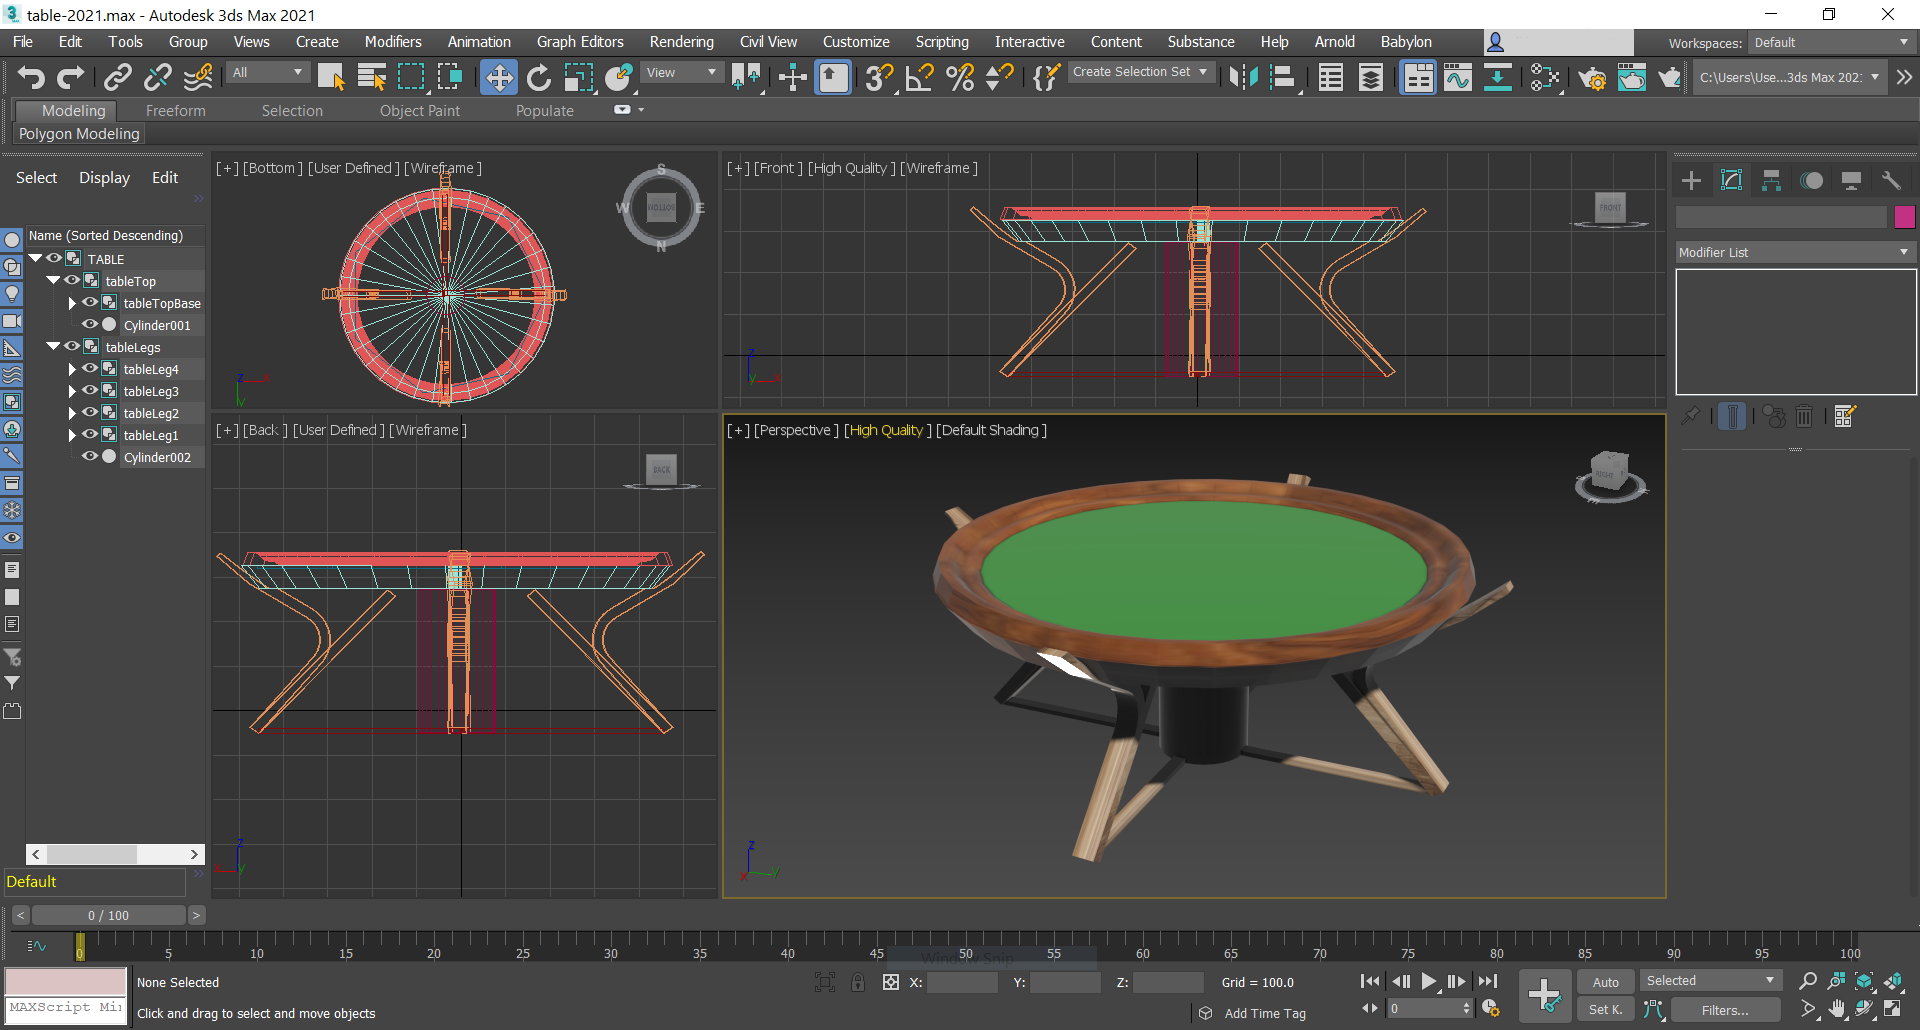 table-2021.max - Autodesk 3ds Max 2021
File Edit Tools Group Views Create Modifiers Animation Graph Editors Rendering Civil View Customize Scripting Interactive Content Substance Help Arnold Babylon
Workspaces: Default
All View Create Selection Set C:\Users\Use...3ds Max 202
Modeling Freeform Selection Object Paint Populate
Polygon Modeling
Select Display Edit
Name (Sorted Descending)
TABLE
tableTop
tableTopBase
Cylinder001
tableLegs
tableLeg4
tableLeg3
tableLeg2
tableLeg1
Cylinder002
Default
[+] [Bottom] [User Defined] [Wireframe]
S
W E
N
BOTTOM
z x
y
[+] [Front] [High Quality] [Wireframe]
FRONT
z
y x
[+] [Back] [User Defined] [Wireframe]
BACK
z
x y
[+] [Perspective] [High Quality] [Default Shading]
RIGHT
z
x y
Modifier List
< 0 / 100 >
0 5 10 15 20 25 30 35 40 45 50 55 60 65 70 75 80 85 90 95 100
Window Snip
None Selected
X: Y: Z: Grid = 100.0
Auto Selected
MAXScript Mi
Click and drag to select and move objects
Add Time Tag
0
Set K. Filters...